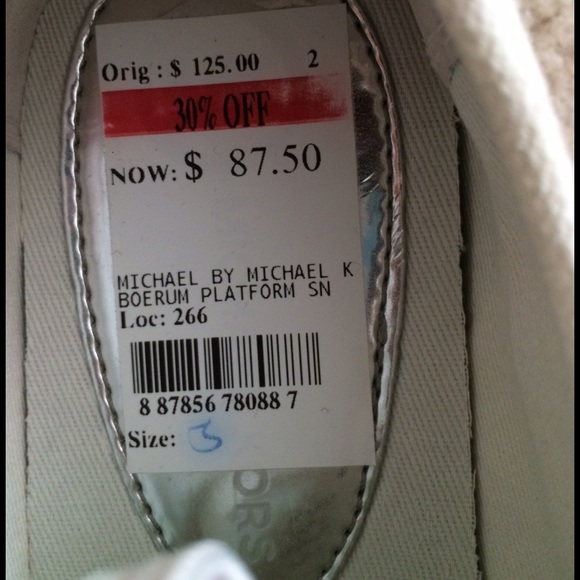 Orig : $ 125.00 2
30% OFF
NOW: $ 87.50
MICHAEL BY MICHAEL K
BOERUM PLATFORM SN
Loc: 266
8 87856 78088 7
Size:
ORS